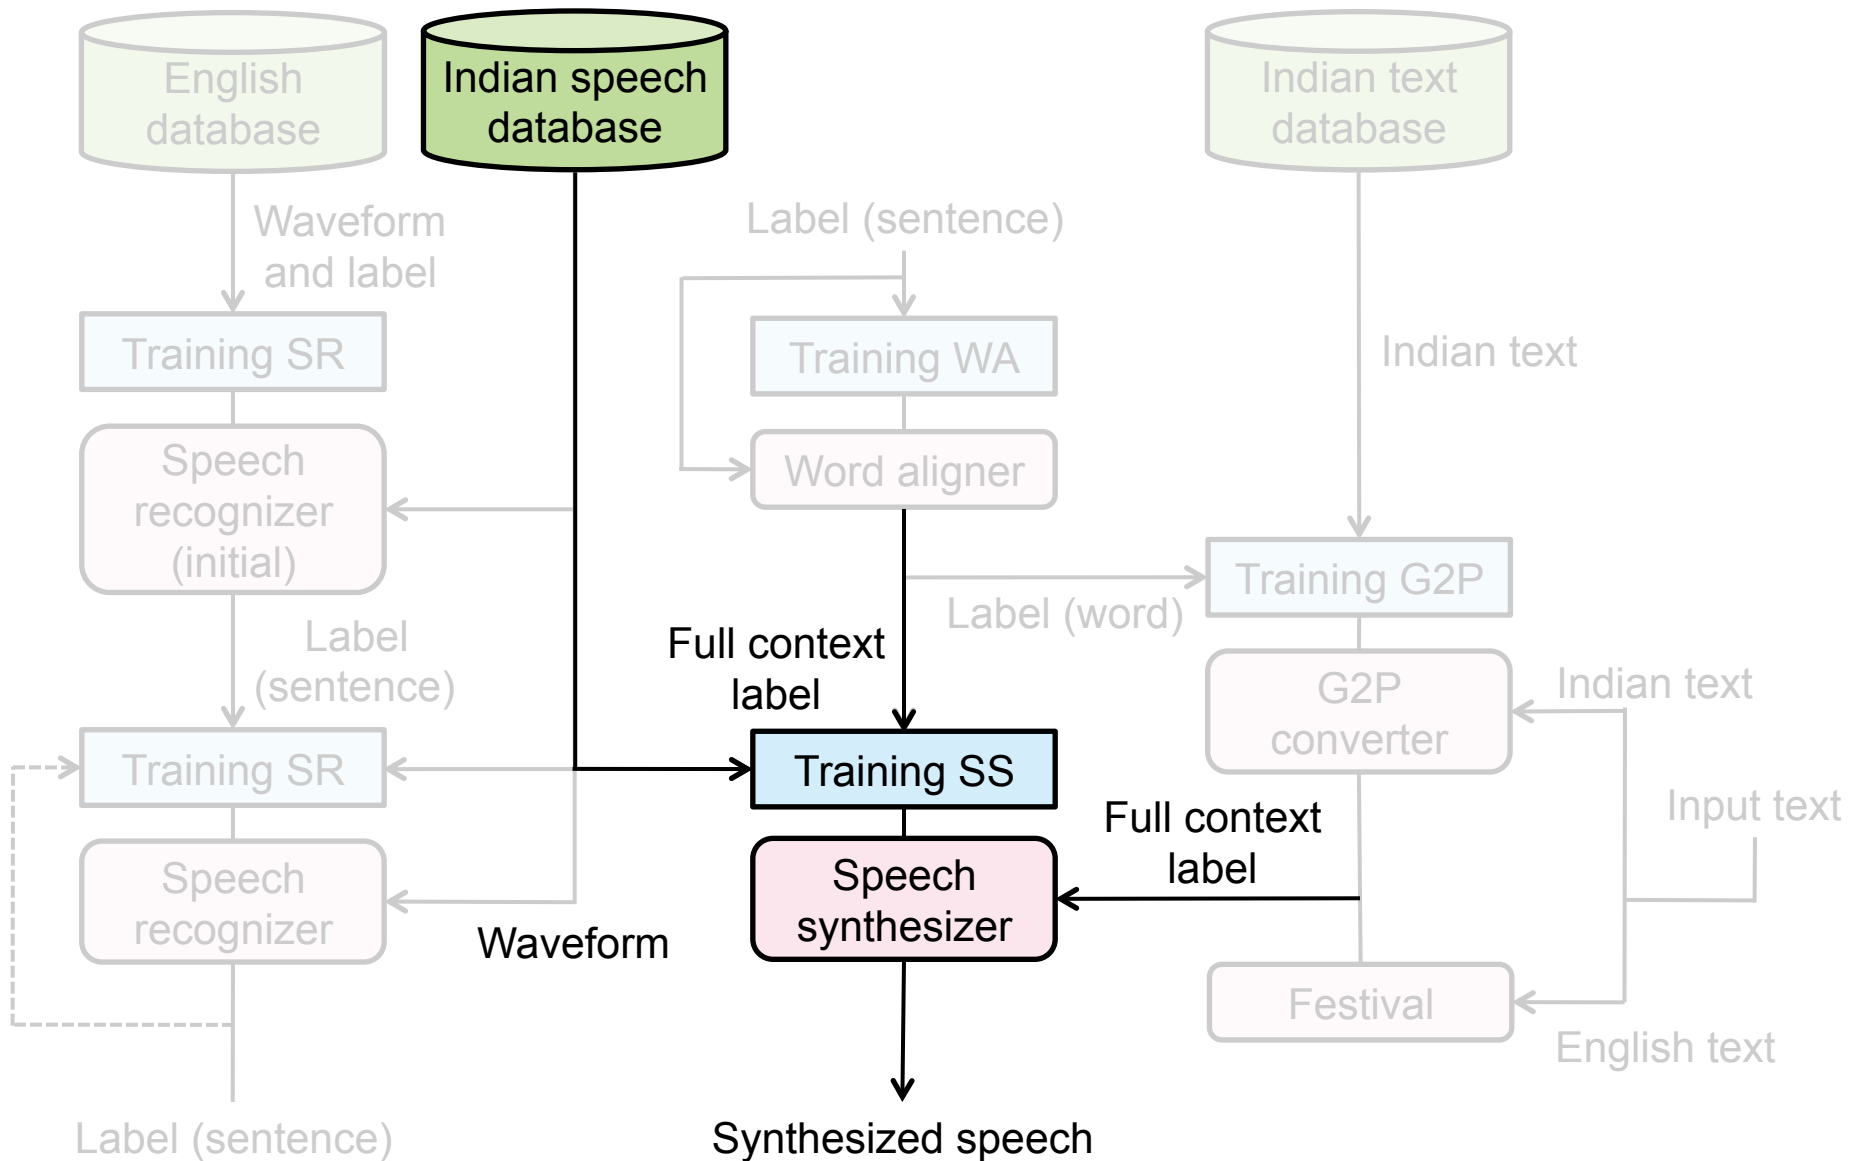 English
database
Indian speech
database
Indian text
database
Waveform
and label
Label (sentence)
Training SR
Training WA
Indian text
Speech
recognizer
(initial)
Word aligner
Training G2P
Label (word)
Label
(sentence)
Full context
label
G2P
converter
Indian text
Training SR
Training SS
Input text
Full context
label
Speech
recognizer
Speech
synthesizer
Waveform
Festival
English text
Label (sentence)
Synthesized speech